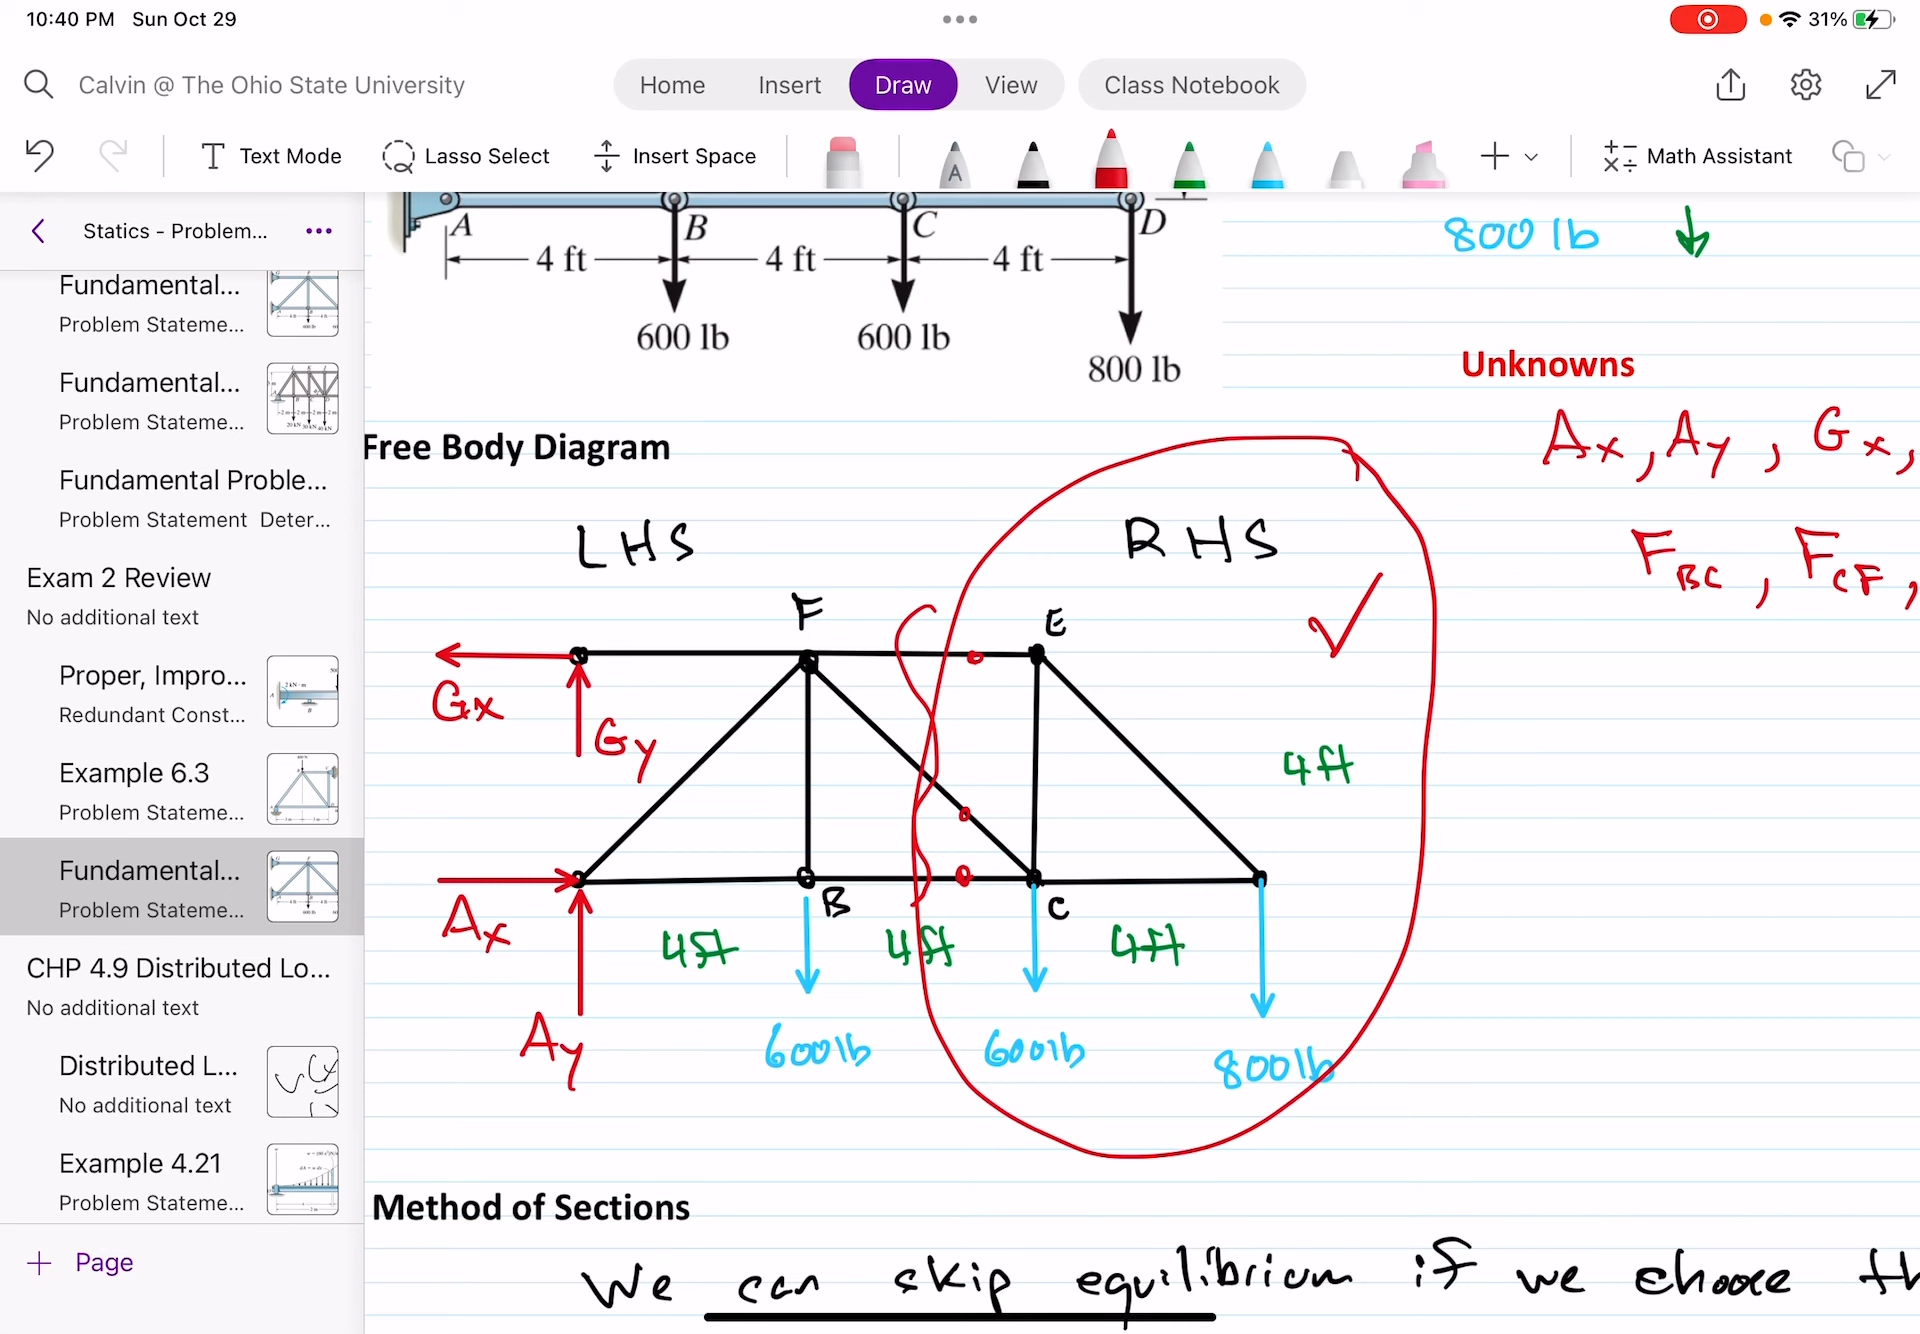 10:40 PM Sun Oct 29
31%
Calvin @ The Ohio State University
Home Insert Draw View Class Notebook
Text Mode Lasso Select Insert Space A Math Assistant
Statics - Problem...
Fundamental...
Problem Stateme...
Fundamental...
Problem Stateme...
Fundamental Proble...
Problem Statement Deter...
Exam 2 Review
No additional text
Proper, Impro...
Redundant Const...
Example 6.3
Problem Stateme...
Fundamental...
Problem Stateme...
CHP 4.9 Distributed Lo...
No additional text
Distributed L...
No additional text
Example 4.21
Problem Stateme...
Page
A B C D
4 ft 4 ft 4 ft
600 lb 600 lb
800 lb
800 lb ↓
Unknowns
Ax, Ay, Gx,
FBC, FCF,
Free Body Diagram
LHS RHS
F E
Gx
Gy
4ft
B C
Ax
4ft 4ft 4ft
Ay
600lb 600lb 800lb
Method of Sections
We can skip equilibrium if we choose th